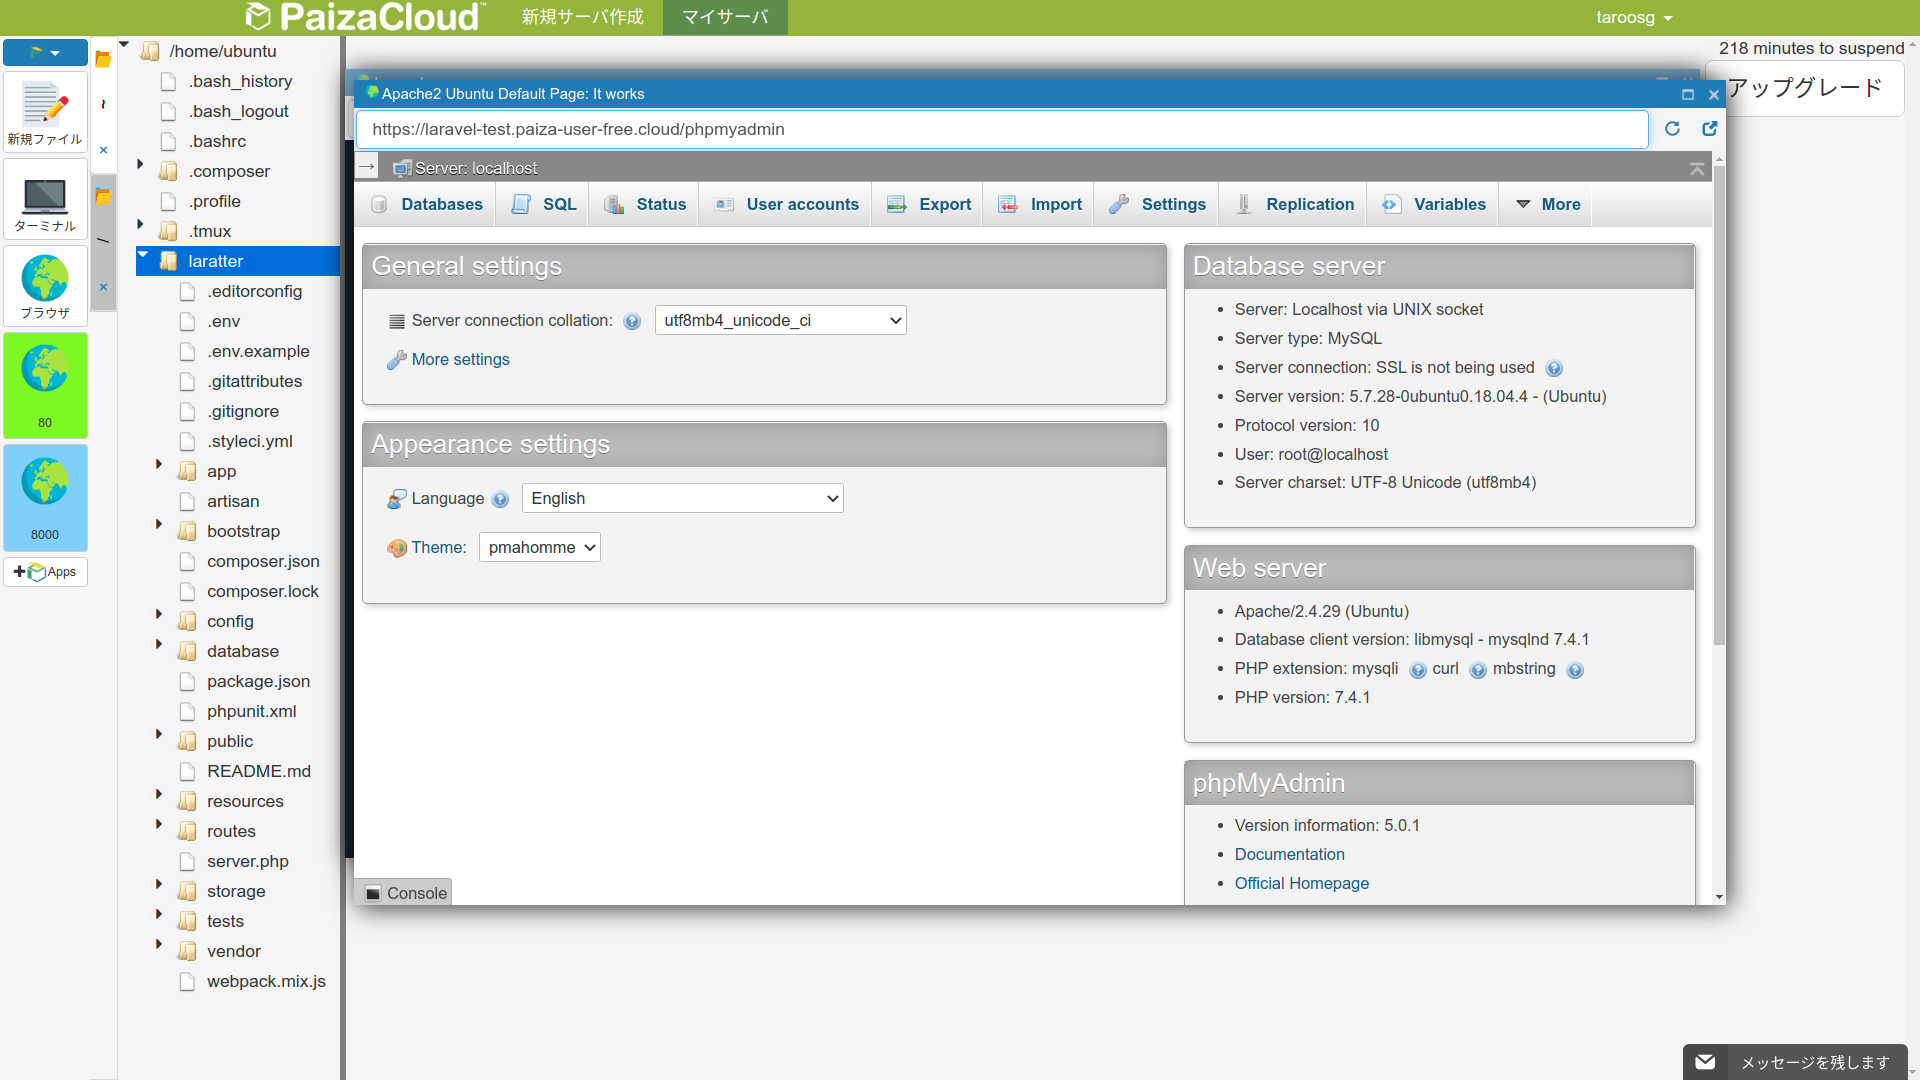 PaizaCloud
新規サーバ作成
マイサーバ
taroosg
218 minutes to suspend
アップグレード
新規ファイル
ターミナル
ブラウザ
80
8000
Apps
~
/
/home/ubuntu
.bash_history
.bash_logout
.bashrc
.composer
.profile
.tmux
laratter
.editorconfig
.env
.env.example
.gitattributes
.gitignore
.styleci.yml
app
artisan
bootstrap
composer.json
composer.lock
config
database
package.json
phpunit.xml
public
README.md
resources
routes
server.php
storage
tests
vendor
webpack.mix.js
Apache2 Ubuntu Default Page: It works
https://laravel-test.paiza-user-free.cloud/phpmyadmin
Server: localhost
Databases
SQL
Status
User accounts
Export
Import
Settings
Replication
Variables
More
General settings
Server connection collation:
utf8mb4_unicode_ci
More settings
Appearance settings
Language
English
Theme:
pmahomme
Database server
Server: Localhost via UNIX socket
Server type: MySQL
Server connection: SSL is not being used
Server version: 5.7.28-0ubuntu0.18.04.4 - (Ubuntu)
Protocol version: 10
User: root@localhost
Server charset: UTF-8 Unicode (utf8mb4)
Web server
Apache/2.4.29 (Ubuntu)
Database client version: libmysql - mysqlnd 7.4.1
PHP extension: mysqli curl mbstring
PHP version: 7.4.1
phpMyAdmin
Version information: 5.0.1
Documentation
Official Homepage
Console
メッセージを残します